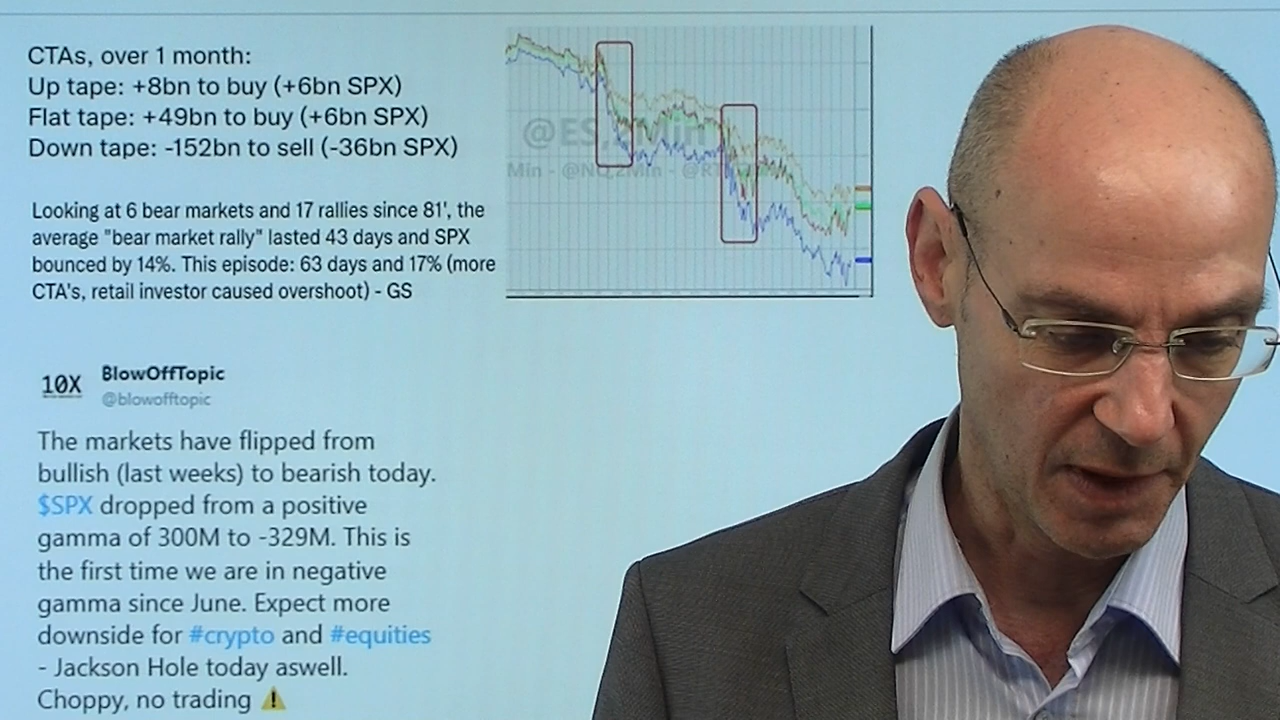 CTAs, over 1 month:
Up tape: +8bn to buy (+6bn SPX)
Flat tape: +49bn to buy (+6bn SPX)
Down tape: -152bn to sell (-36bn SPX)
Looking at 6 bear markets and 17 rallies since 81', the
average "bear market rally" lasted 43 days and SPX
bounced by 14%. This episode: 63 days and 17% (more
CTA's, retail investor caused overshoot) - GS
@ES,2Min
Min - @NQ,2Min - @R
10X
BlowOffTopic
@blowofftopic
The markets have flipped from
bullish (last weeks) to bearish today.
$SPX dropped from a positive
gamma of 300M to -329M. This is
the first time we are in negative
gamma since June. Expect more
downside for #crypto and #equities
- Jackson Hole today aswell.
Choppy, no trading ⚠